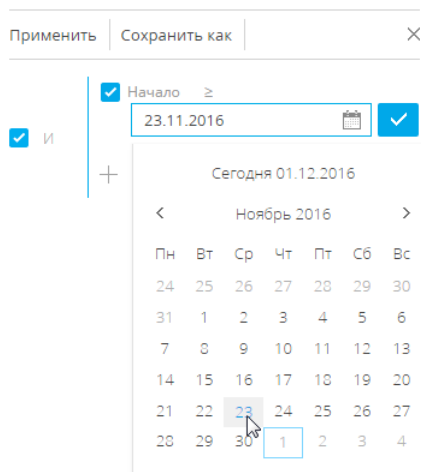 Применить Сохранить как
Начало ≥
23.11.2016
И
Сегодня 01.12.2016
Ноябрь 2016
Пн Вт Ср Чт Пт Сб Вс
24 25 26 27 28 29 30
31 1 2 3 4 5 6
7 8 9 10 11 12 13
14 15 16 17 18 19 20
21 22 23 24 25 26 27
28 29 30 1 2 3 4